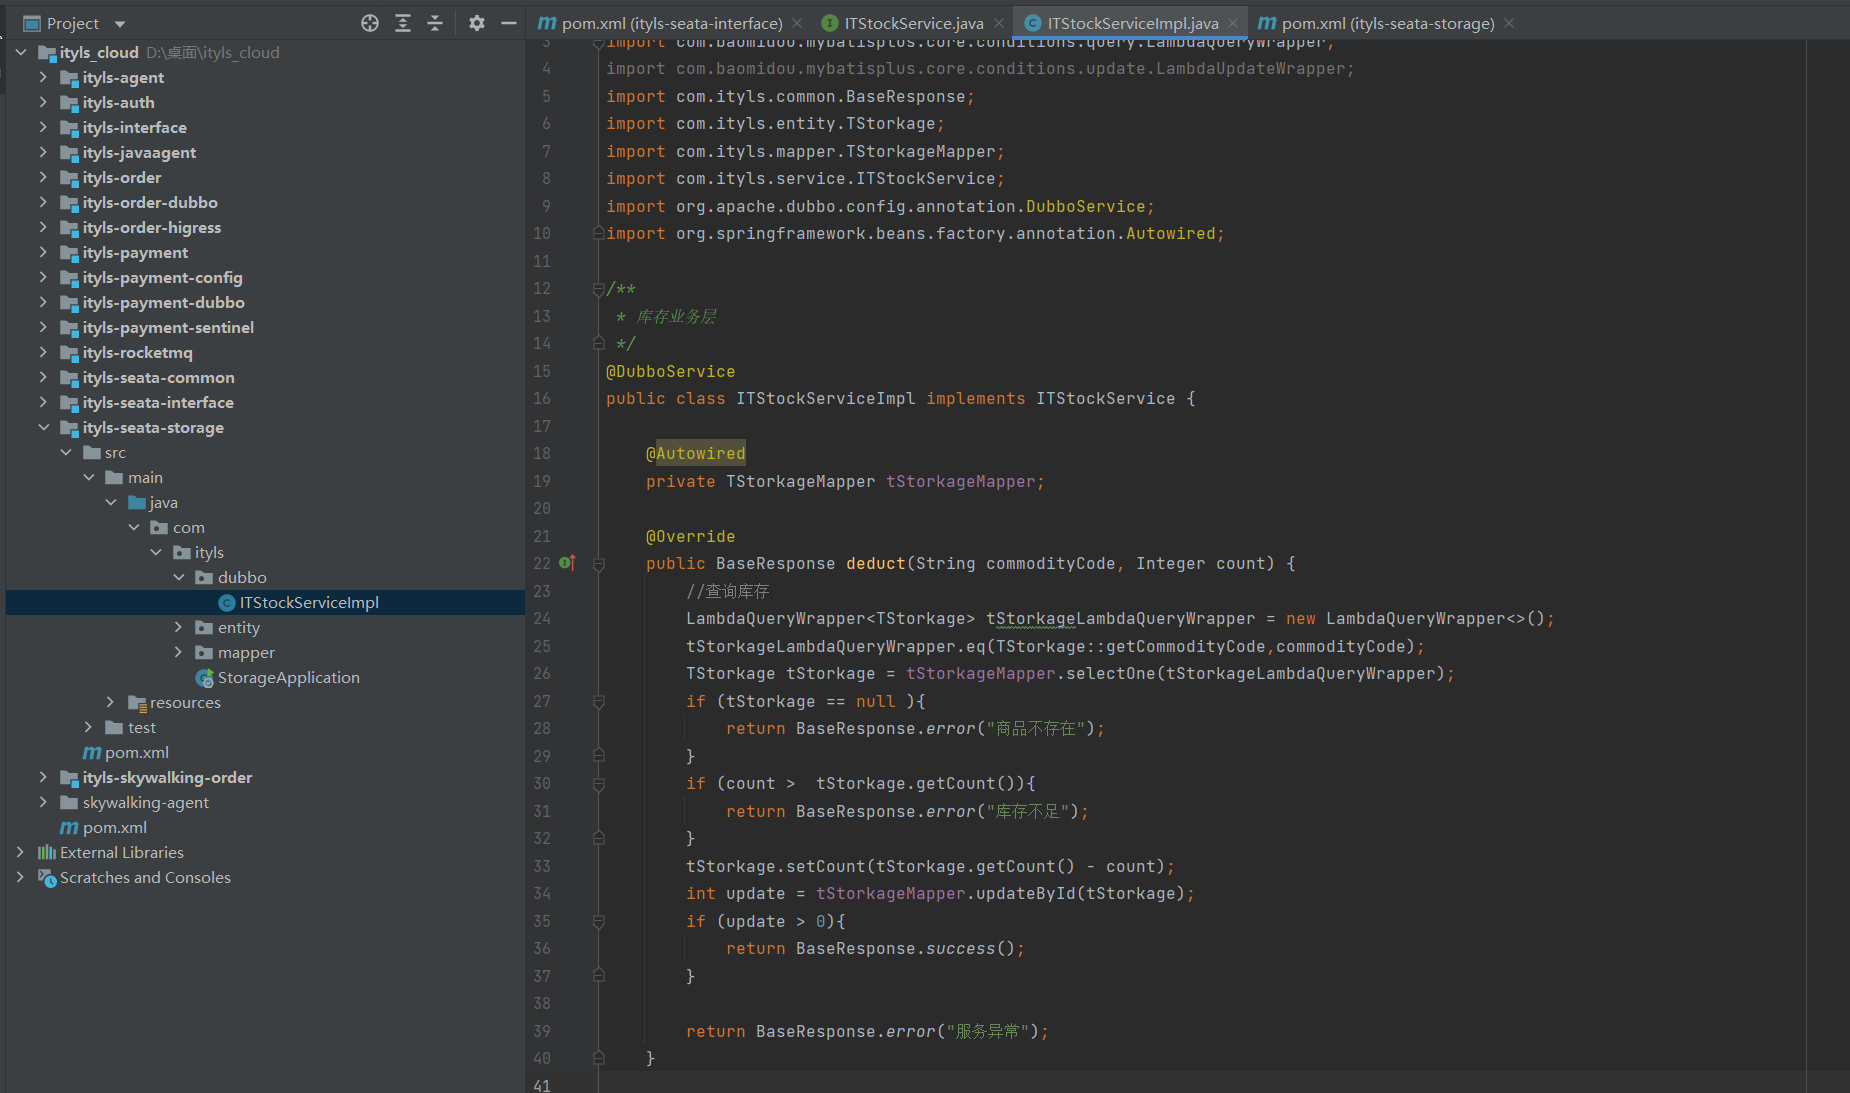 Project
ityls_cloud D:\桌面\ityls_cloud
ityls-agent
ityls-auth
ityls-interface
ityls-javaagent
ityls-order
ityls-order-dubbo
ityls-order-higress
ityls-payment
ityls-payment-config
ityls-payment-dubbo
ityls-payment-sentinel
ityls-rocketmq
ityls-seata-common
ityls-seata-interface
ityls-seata-storage
src
main
java
com
ityls
dubbo
ITStockServiceImpl
entity
mapper
StorageApplication
resources
test
pom.xml
ityls-skywalking-order
skywalking-agent
pom.xml
External Libraries
Scratches and Consoles
pom.xml (ityls-seata-interface)
ITStockService.java
ITStockServiceImpl.java
pom.xml (ityls-seata-storage)
3 import com.baomidou.mybatisplus.core.conditions.query.LambdaQueryWrapper;
4 import com.baomidou.mybatisplus.core.conditions.update.LambdaUpdateWrapper;
5 import com.ityls.common.BaseResponse;
6 import com.ityls.entity.TStorkage;
7 import com.ityls.mapper.TStorkageMapper;
8 import com.ityls.service.ITStockService;
9 import org.apache.dubbo.config.annotation.DubboService;
10 import org.springframework.beans.factory.annotation.Autowired;
11
12 /**
13 * 库存业务层
14 */
15 @DubboService
16 public class ITStockServiceImpl implements ITStockService {
17
18 @Autowired
19 private TStorkageMapper tStorkageMapper;
20
21 @Override
22 public BaseResponse deduct(String commodityCode, Integer count) {
23 //查询库存
24 LambdaQueryWrapper<TStorkage> tStorkageLambdaQueryWrapper = new LambdaQueryWrapper<>();
25 tStorkageLambdaQueryWrapper.eq(TStorkage::getCommodityCode,commodityCode);
26 TStorkage tStorkage = tStorkageMapper.selectOne(tStorkageLambdaQueryWrapper);
27 if (tStorkage == null ){
28 return BaseResponse.error("商品不存在");
29 }
30 if (count >  tStorkage.getCount()){
31 return BaseResponse.error("库存不足");
32 }
33 tStorkage.setCount(tStorkage.getCount() - count);
34 int update = tStorkageMapper.updateById(tStorkage);
35 if (update > 0){
36 return BaseResponse.success();
37 }
38
39 return BaseResponse.error("服务异常");
40 }
41